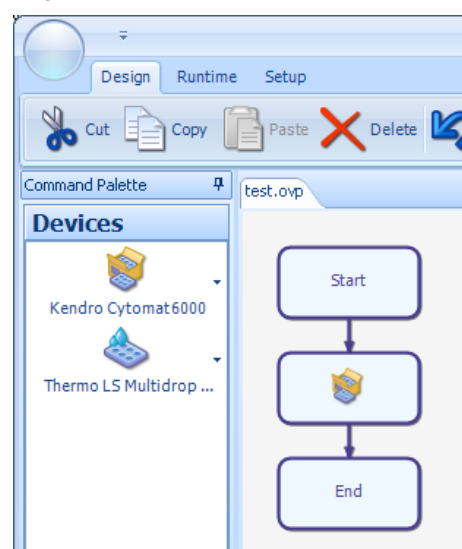 Design Runtime Setup
Cut Copy Paste Delete
Command Palette
test.ovp
Devices
Kendro Cytomat6000
Thermo LS Multidrop ...
Start
End